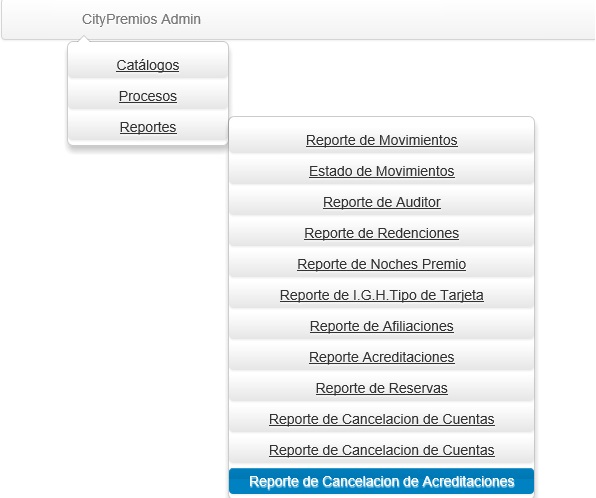 CityPremios Admin
Catálogos
Procesos
Reportes
Reporte de Movimientos
Estado de Movimientos
Reporte de Auditor
Reporte de Redenciones
Reporte de Noches Premio
Reporte de I.G.H.Tipo de Tarjeta
Reporte de Afiliaciones
Reporte Acreditaciones
Reporte de Reservas
Reporte de Cancelacion de Cuentas
Reporte de Cancelacion de Cuentas
Reporte de Cancelacion de Acreditaciones